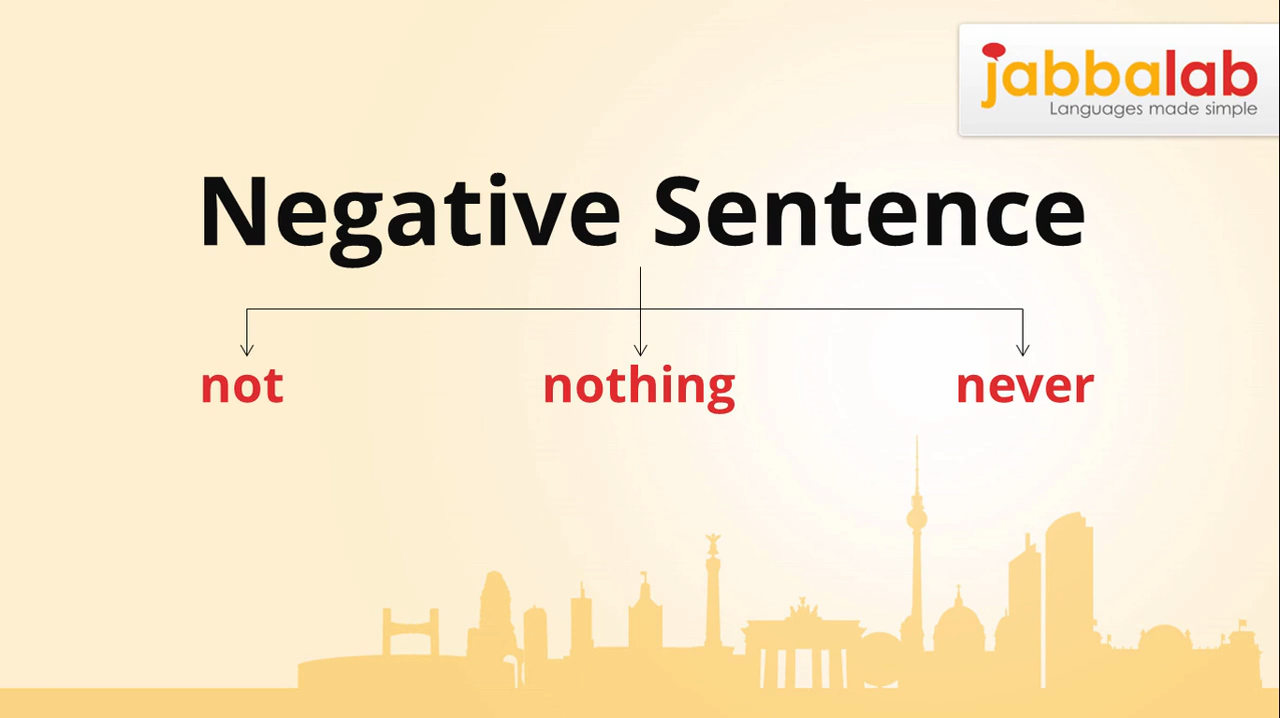 jabbalab
Languages made simple
Negative Sentence
not nothing never